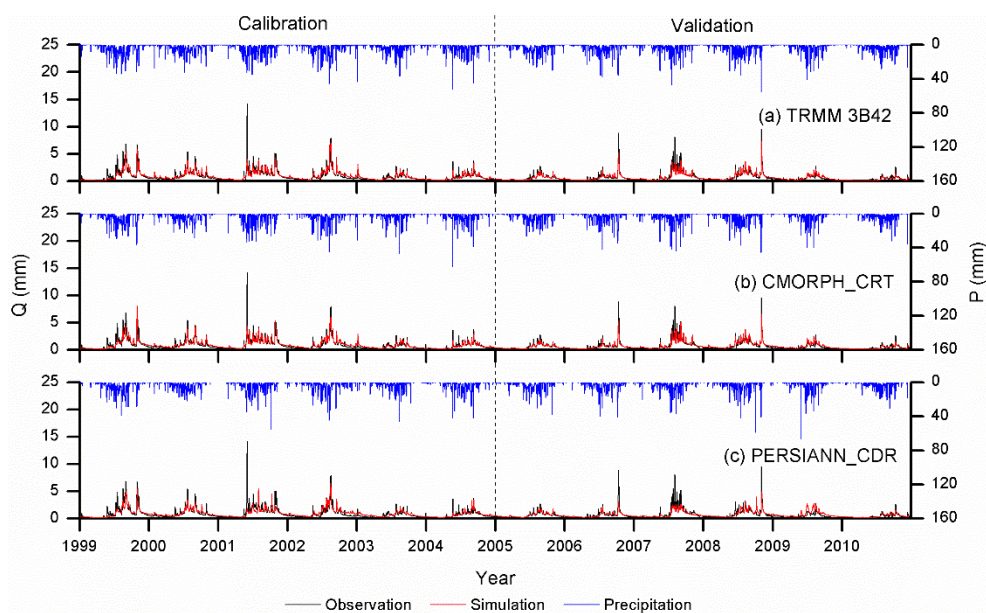 Calibration Validation
25 0
20 40
15 80
10 (a) TRMM 3B42
5 120
0 160
25 0
20 40
15 80
10 (b) CMORPH_CRT
5 120
0 160
25 0
20 40
15 80
10 (c) PERSIANN_CDR
5 120
0 160
Q (mm)
P (mm)
1999 2000 2001 2002 2003 2004 2005 2006 2007 2008 2009 2010
Year
Observation Simulation Precipitation